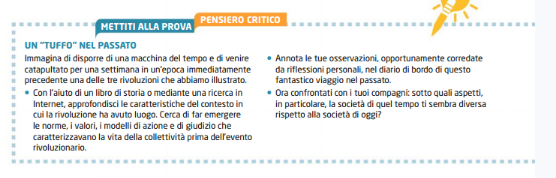 METTITI ALLA PROVA
PENSIERO CRITICO
UN “TUFFO” NEL PASSATO
Immagina di disporre di una macchina del tempo e di venire
catapultato per una settimana in un'epoca immediatamente
precedente una delle tre rivoluzioni che abbiamo illustrato.
• Con l'aiuto di un libro di storia o mediante una ricerca in
Internet, approfondisci le caratteristiche del contesto in
cui la rivoluzione ha avuto luogo. Cerca di far emergere
le norme, i valori, i modelli di azione e di giudizio che
caratterizzavano la vita della collettività prima dell'evento
rivoluzionario.
• Annota le tue osservazioni, opportunamente corredate
da riflessioni personali, nel diario di bordo di questo
fantastico viaggio nel passato.
• Ora confrontati con i tuoi compagni: sotto quali aspetti,
in particolare, la società di quel tempo ti sembra diversa
rispetto alla società di oggi?